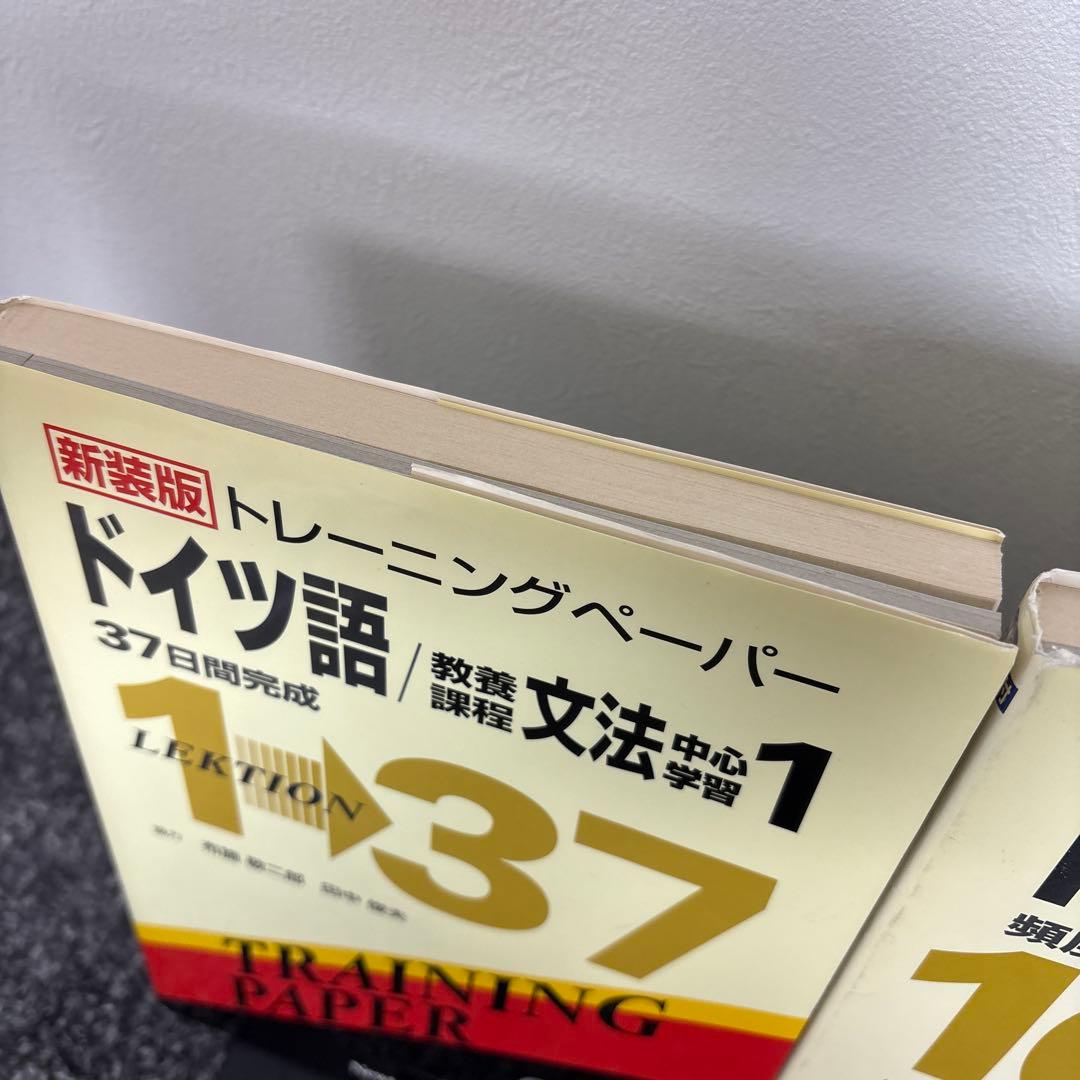 新装版 トレーニングペーパー
ドイツ語/教養課程 文法 中心学習 1
37日間完成
1→37
LEKTION
TRAINING
PAPER
頻
1